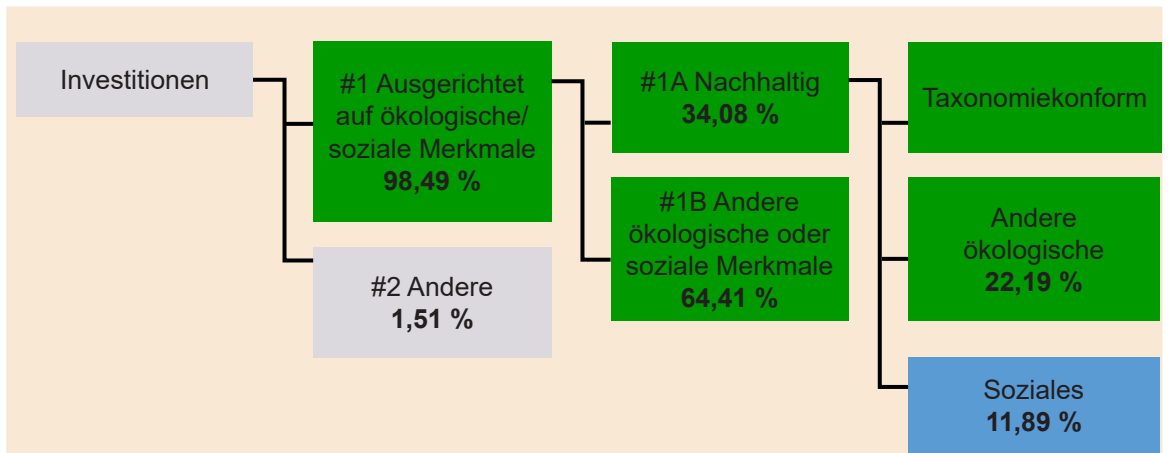 Investitionen
#1 Ausgerichtet
auf ökologische/
soziale Merkmale
98,49 %
#2 Andere
1,51 %
#1A Nachhaltig
34,08 %
#1B Andere
ökologische oder
soziale Merkmale
64,41 %
Taxonomiekonform
Andere
ökologische
22,19 %
Soziales
11,89 %